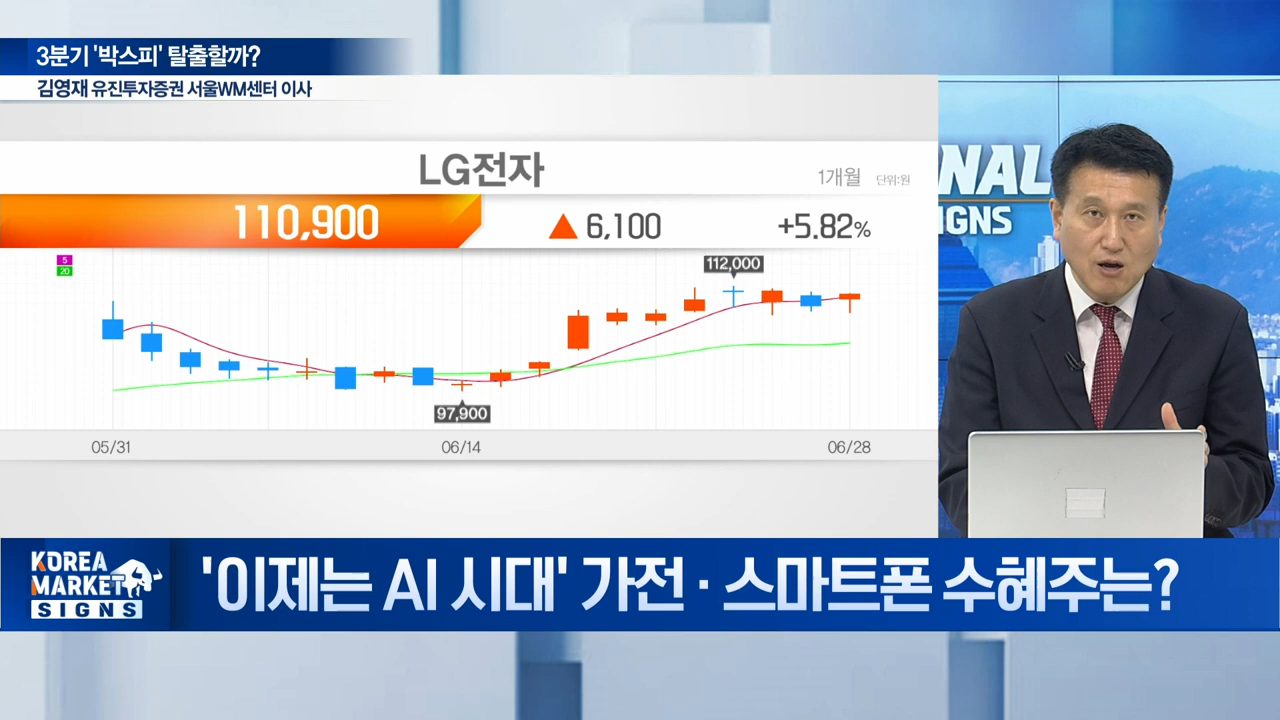 3분기 '박스피' 탈출할까?
김영재 유진투자증권 서울WM센터 이사
LG전자
1개월 단위:원
110,900 ▲ 6,100 +5.82%
5
20
112,000
97,900
05/31 06/14 06/28
NAL
IGNS
KOREA
MARKET
SIGNS
'이제는 AI 시대' 가전·스마트폰 수혜주는?